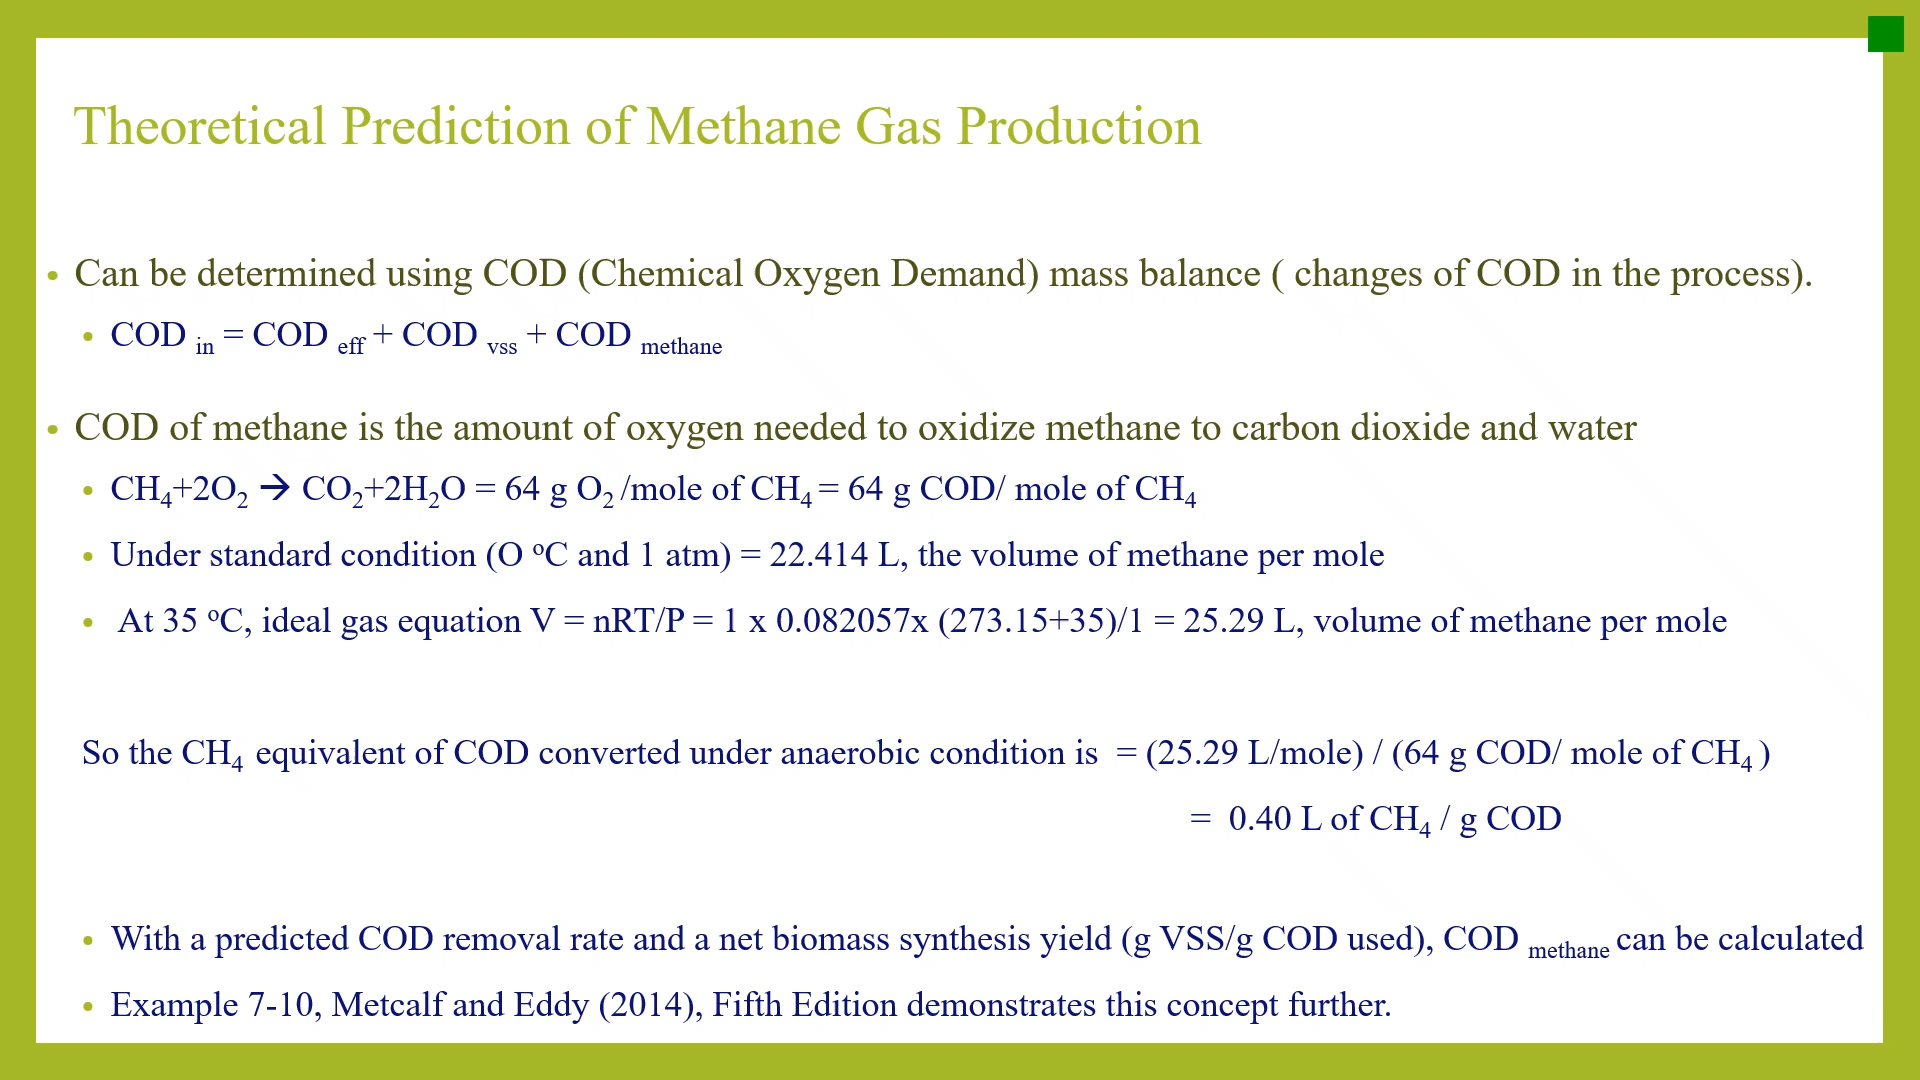 Theoretical Prediction of Methane Gas Production
• Can be determined using COD (Chemical Oxygen Demand) mass balance ( changes of COD in the process).
• COD in = COD eff + COD vss + COD methane
• COD of methane is the amount of oxygen needed to oxidize methane to carbon dioxide and water
• CH4+2O2 → CO2+2H2O = 64 g O2 /mole of CH4 = 64 g COD/ mole of CH4
• Under standard condition (O oC and 1 atm) = 22.414 L, the volume of methane per mole
• At 35 oC, ideal gas equation V = nRT/P = 1 x 0.082057x (273.15+35)/1 = 25.29 L, volume of methane per mole
So the CH4 equivalent of COD converted under anaerobic condition is = (25.29 L/mole) / (64 g COD/ mole of CH4 )
= 0.40 L of CH4 / g COD
• With a predicted COD removal rate and a net biomass synthesis yield (g VSS/g COD used), COD methane can be calculated
• Example 7-10, Metcalf and Eddy (2014), Fifth Edition demonstrates this concept further.